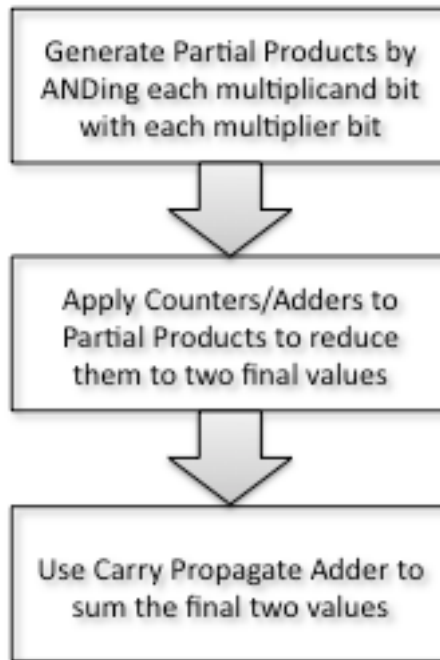 Generate Partial Products by
ANDing each multiplicand bit
with each multiplier bit
Apply Counters/Adders to
Partial Products to reduce
them to two final values
Use Carry Propagate Adder to
sum the final two values